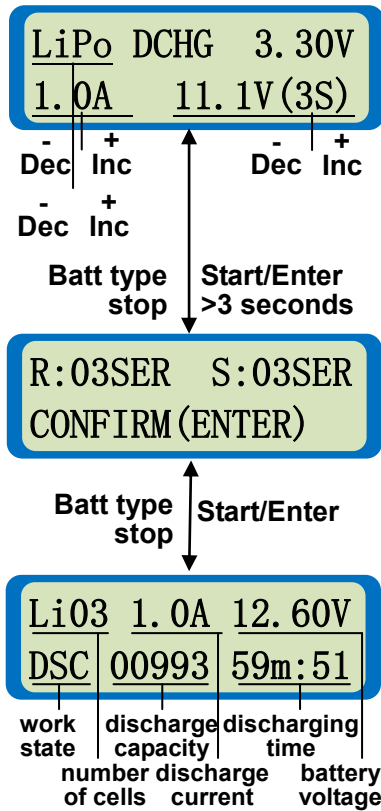 LiPo DCHG 3.30V
1.0A 11.1V(3S)
- + - +
Dec Inc Dec Inc
- +
Dec Inc
Batt type Start/Enter
stop >3 seconds
R:03SER S:03SER
CONFIRM(ENTER)
Batt type Start/Enter
stop
Li03 1.0A 12.60V
DSC 00993 59m:51
work discharge discharging
state capacity time
number discharge battery
of cells current voltage